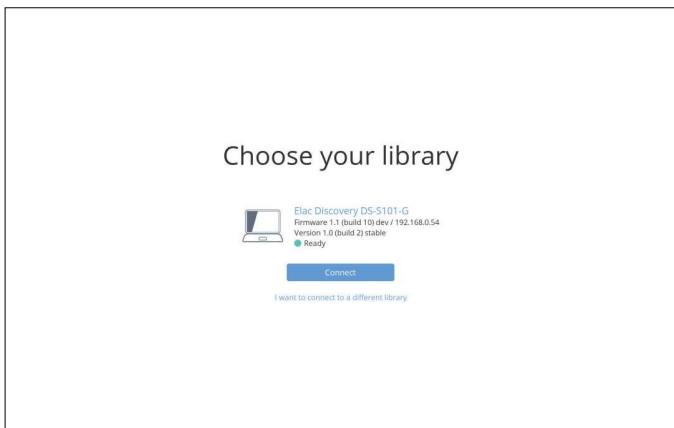 Choose your library
Elac Discovery DS-S101-G
Firmware 1.1 (build 10) dev / 192.168.0.54
Version 1.0 (build 2) stable
Ready
Connect
I want to connect to a different library